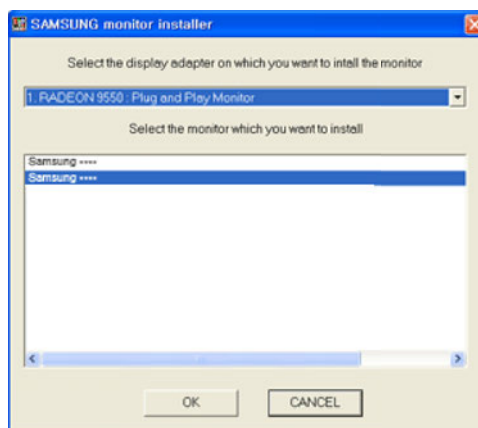 SAMSUNG monitor installer
Select the display adapter on which you want to intall the monitor
1. RADEON 9550 : Plug and Play Monitor
Select the monitor which you want to install
Samsung ****
Samsung ****
OK
CANCEL